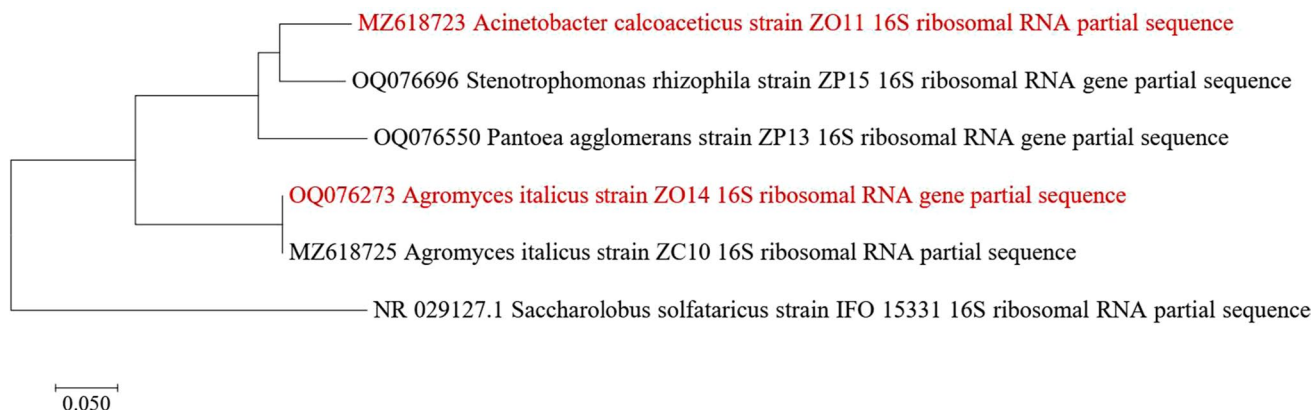 MZ618723 Acinetobacter calcoaceticus strain ZO11 16S ribosomal RNA partial sequence
OQ076696 Stenotrophomonas rhizophila strain ZP15 16S ribosomal RNA gene partial sequence
OQ076550 Pantoea agglomerans strain ZP13 16S ribosomal RNA gene partial sequence
OQ076273 Agromyces italicus strain ZO14 16S ribosomal RNA gene partial sequence
MZ618725 Agromyces italicus strain ZC10 16S ribosomal RNA partial sequence
NR 029127.1 Saccharolobus solfataricus strain IFO 15331 16S ribosomal RNA partial sequence
0.050